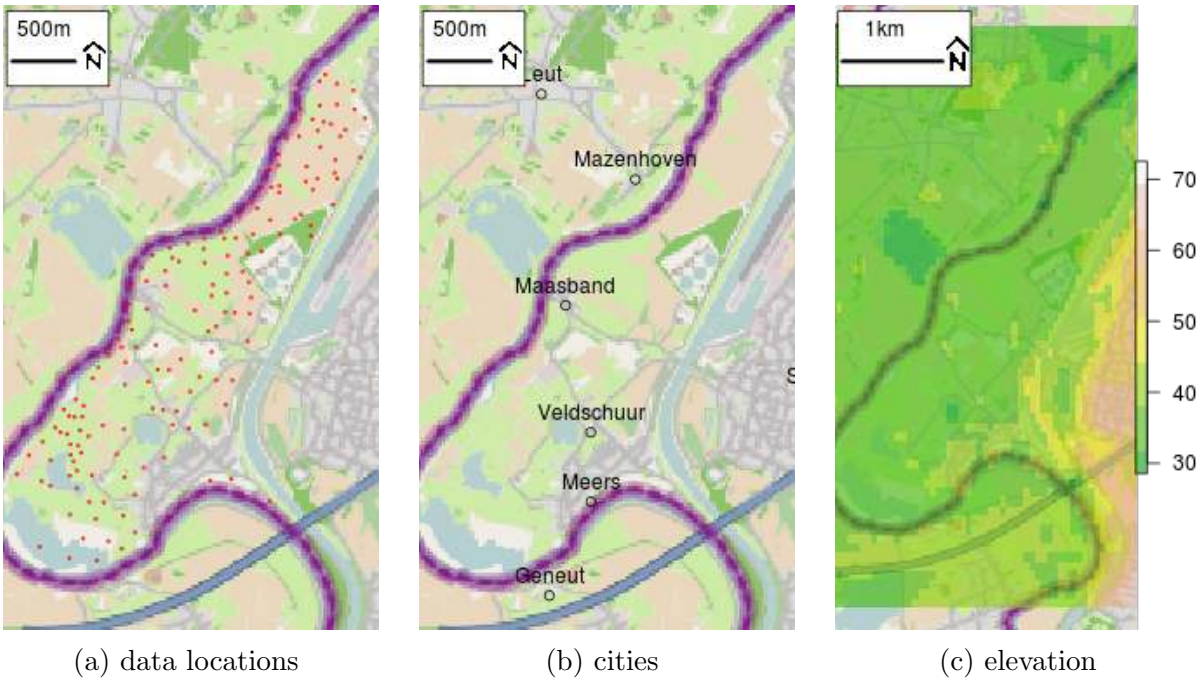 500m
N
500m
N
1km
N
Leut
Mazenhoven
Maasband
S
Veldschuur
Meers
Geneut
70
60
50
40
30
(a) data locations
(b) cities
(c) elevation